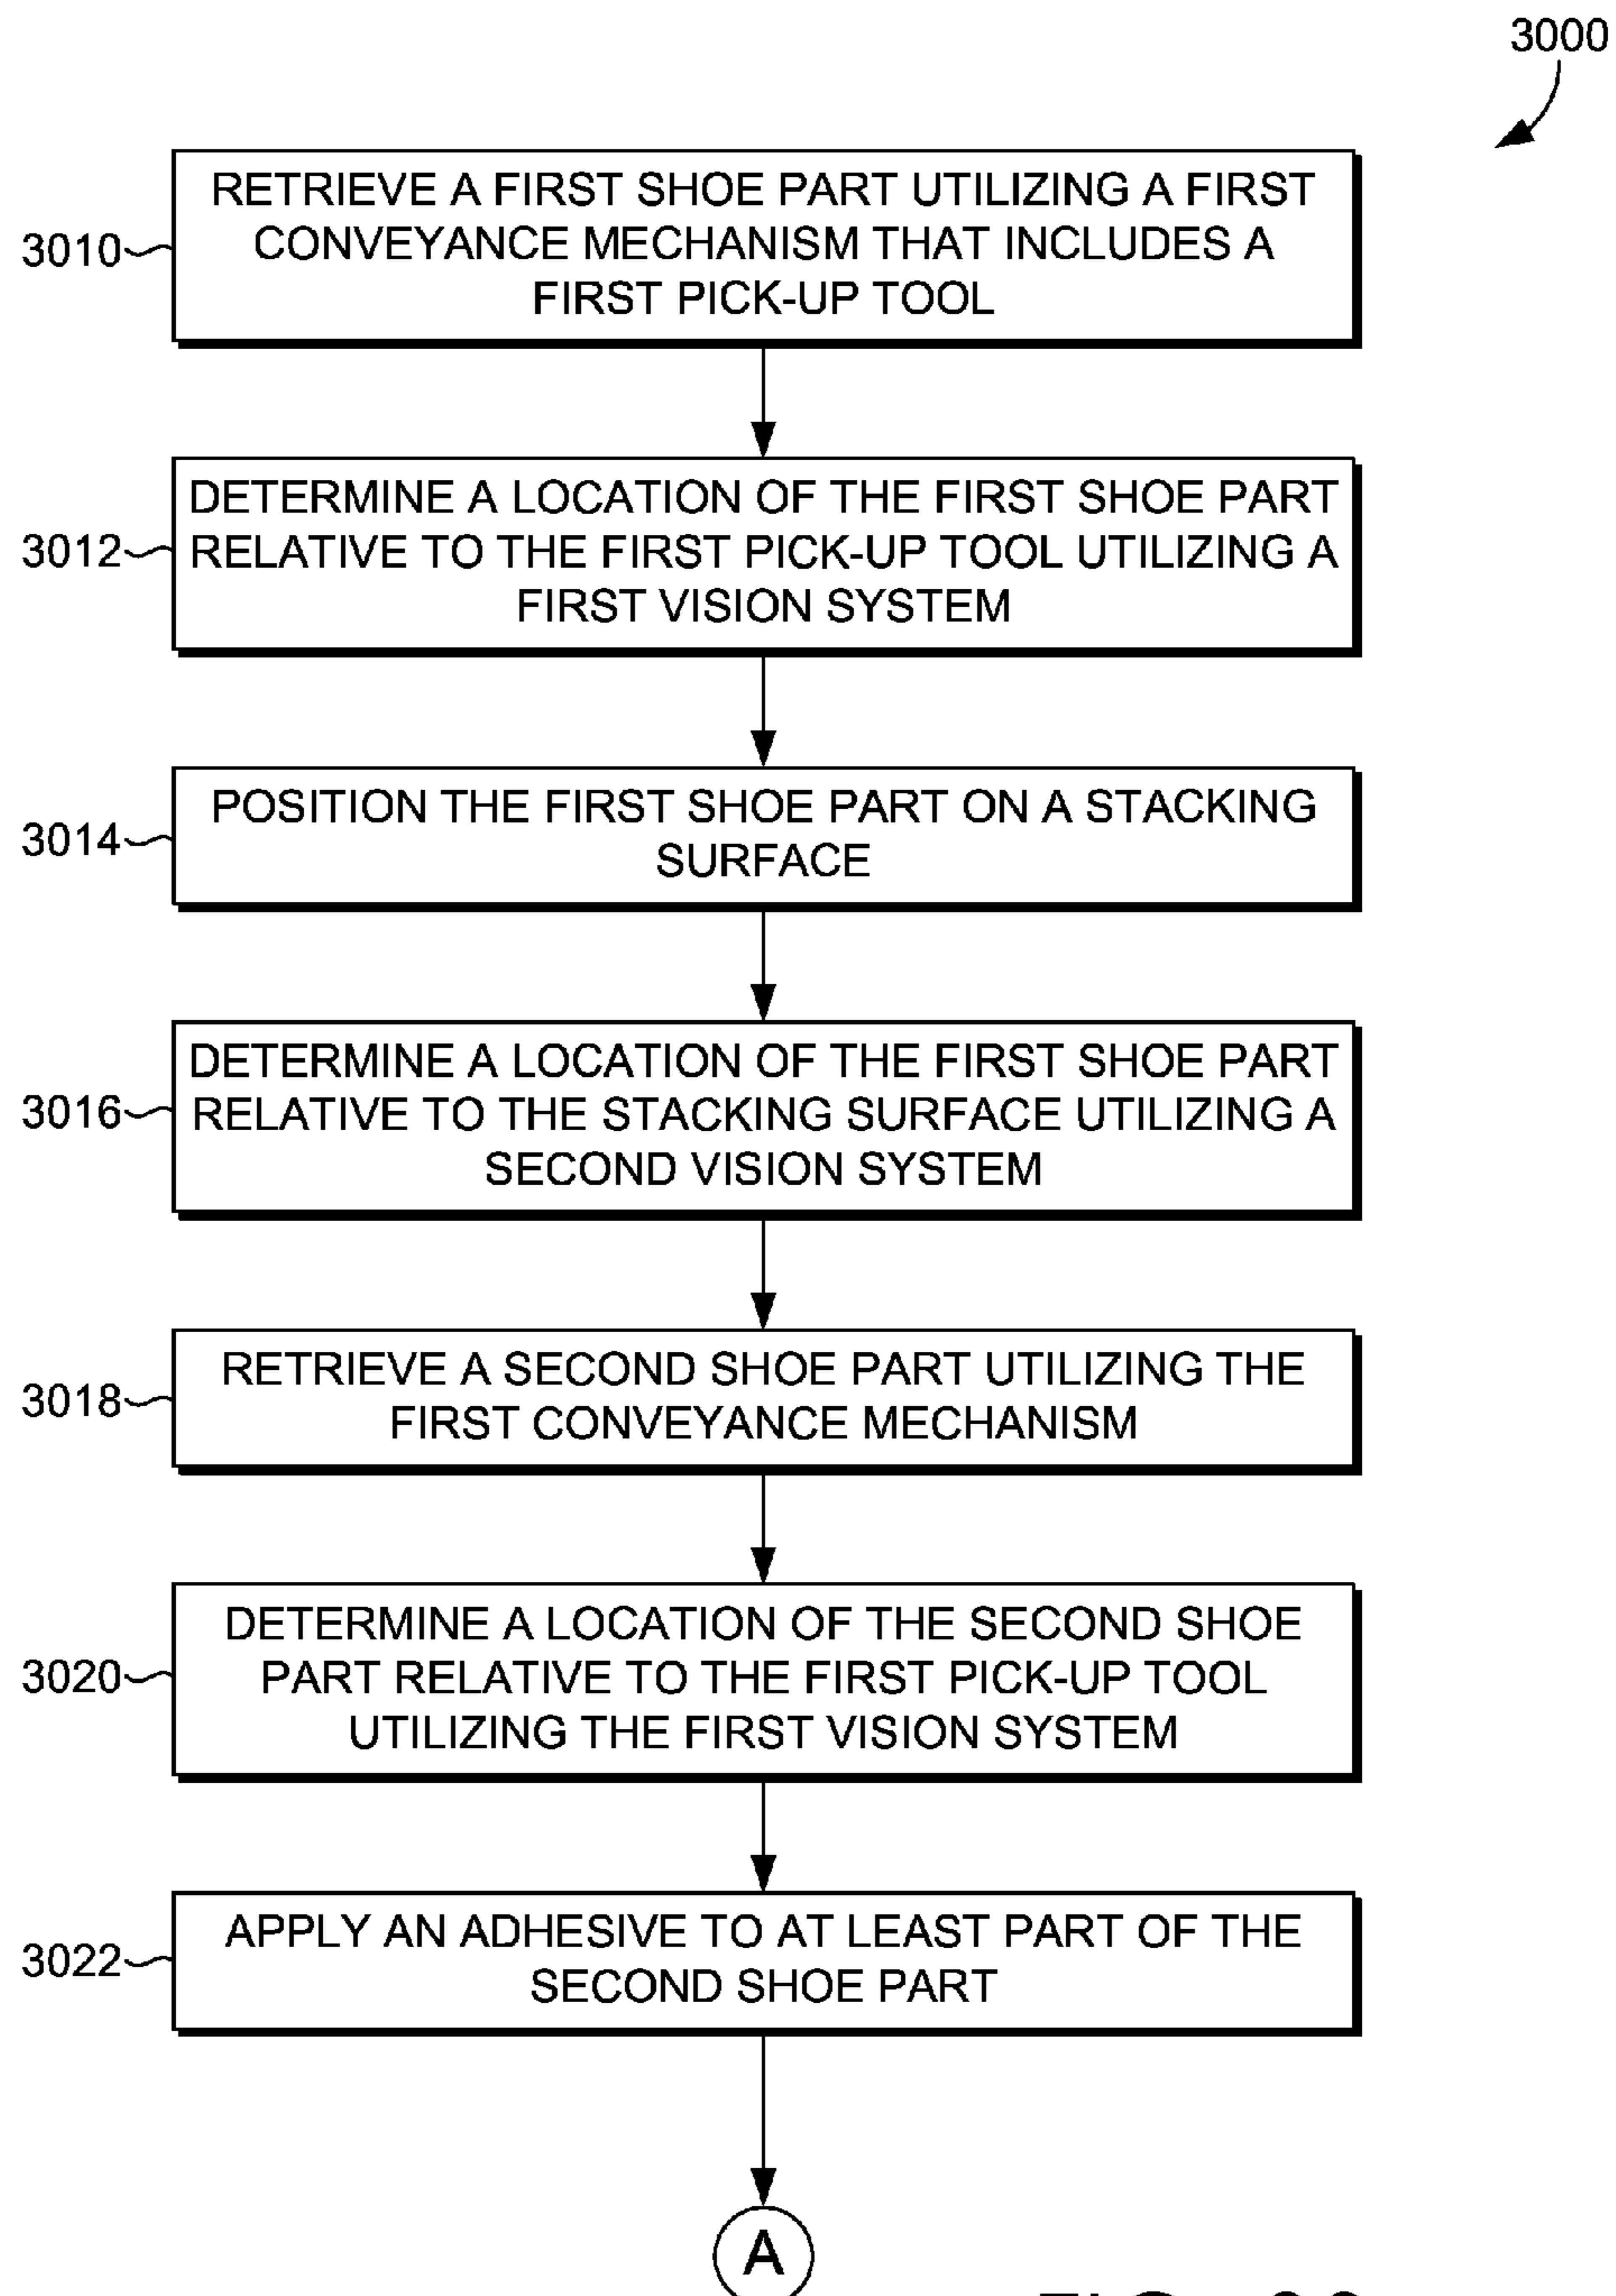 3000
RETRIEVE A FIRST SHOE PART UTILIZING A FIRST
CONVEYANCE MECHANISM THAT INCLUDES A
FIRST PICK-UP TOOL
3010
DETERMINE A LOCATION OF THE FIRST SHOE PART
RELATIVE TO THE FIRST PICK-UP TOOL UTILIZING A
FIRST VISION SYSTEM
3012
POSITION THE FIRST SHOE PART ON A STACKING
SURFACE
3014
DETERMINE A LOCATION OF THE FIRST SHOE PART
RELATIVE TO THE STACKING SURFACE UTILIZING A
SECOND VISION SYSTEM
3016
RETRIEVE A SECOND SHOE PART UTILIZING THE
FIRST CONVEYANCE MECHANISM
3018
DETERMINE A LOCATION OF THE SECOND SHOE
PART RELATIVE TO THE FIRST PICK-UP TOOL
UTILIZING THE FIRST VISION SYSTEM
3020
APPLY AN ADHESIVE TO AT LEAST PART OF THE
SECOND SHOE PART
3022
A